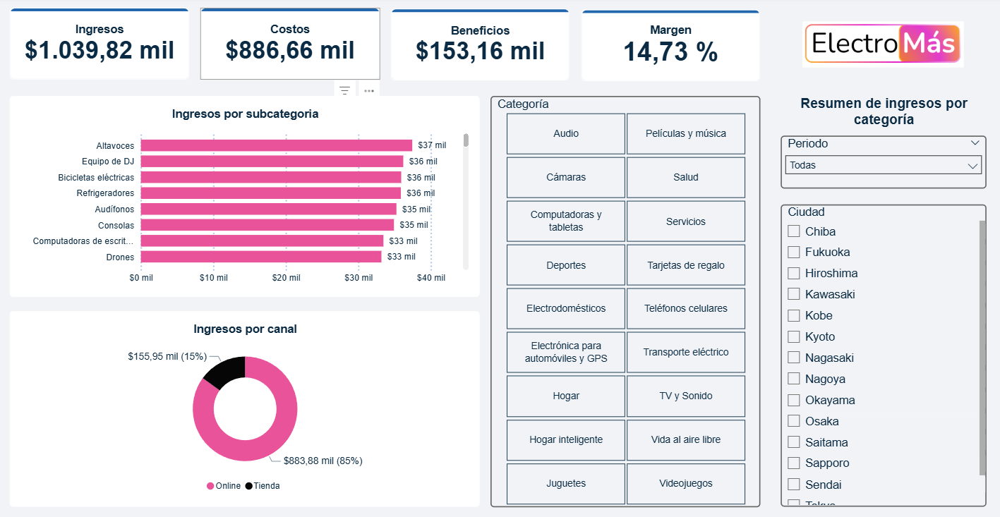 Ingresos
$1.039,82 mil
Costos
$886,66 mil
Beneficios
$153,16 mil
Margen
14,73 %
ElectroMás
Ingresos por subcategoria
Altavoces
$37 mil
Equipo de DJ
$36 mil
Bicicletas eléctricas
$36 mil
Refrigeradores
$36 mil
Audífonos
$35 mil
Consolas
$35 mil
Computadoras de escrit...
$33 mil
Drones
$33 mil
$0 mil
$10 mil
$20 mil
$30 mil
$40 mil
Ingresos por canal
$155,95 mil (15%)
$883,88 mil (85%)
Online
Tienda
Categoría
Audio
Películas y música
Cámaras
Salud
Computadoras y
tabletas
Servicios
Deportes
Tarjetas de regalo
Electrodomésticos
Teléfonos celulares
Electrónica para
automóviles y GPS
Transporte eléctrico
Hogar
TV y Sonido
Hogar inteligente
Vida al aire libre
Juguetes
Videojuegos
Resumen de ingresos por
categoría
Periodo
Todas
Ciudad
Chiba
Fukuoka
Hiroshima
Kawasaki
Kobe
Kyoto
Nagasaki
Nagoya
Okayama
Osaka
Saitama
Sapporo
Sendai